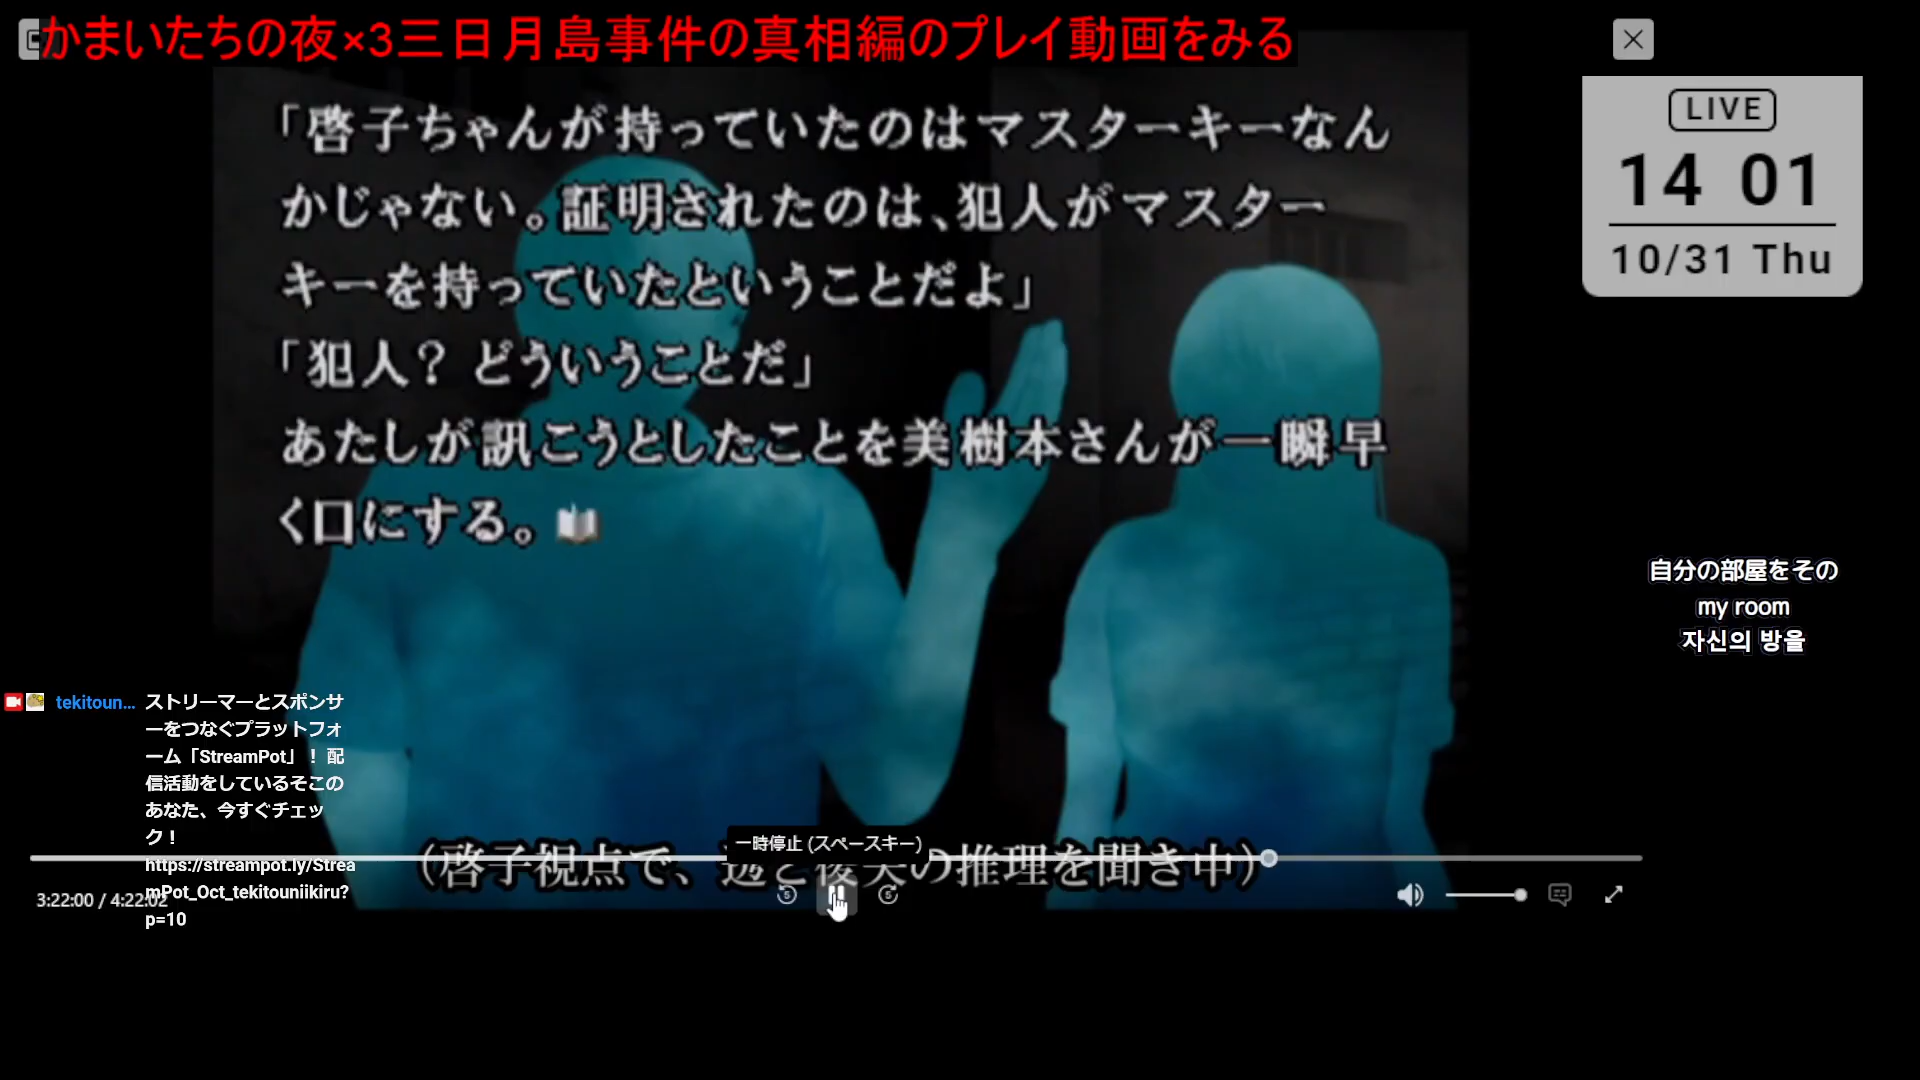 かまいたちの夜×3三日月島事件の真相編のプレイ動画をみる
「啓子ちゃんが持っていたのはマスターキーなん
かじゃない。証明されたのは、犯人がマスター
キーを持っていたということだよ」
「犯人？ どういうことだ」
あたしが訊こうとしたことを美樹本さんが一瞬早
く口にする。
LIVE
14 01
10/31 Thu
自分の部屋をその
my room
자신의 방을
tekitoun...
ストリーマーとスポンサ
ーをつなぐプラットフォ
ーム「StreamPot」！ 配
信活動をしているそこの
あなた、今すぐチェッ
ク！
https://streampot.ly/Strea
mPot_Oct_tekitouniikiru?
p=10
一時停止 (スペースキー)
（啓子視点で、透と俊夫の推理を聞き中）
3:22:00 / 4:22:02
5
5